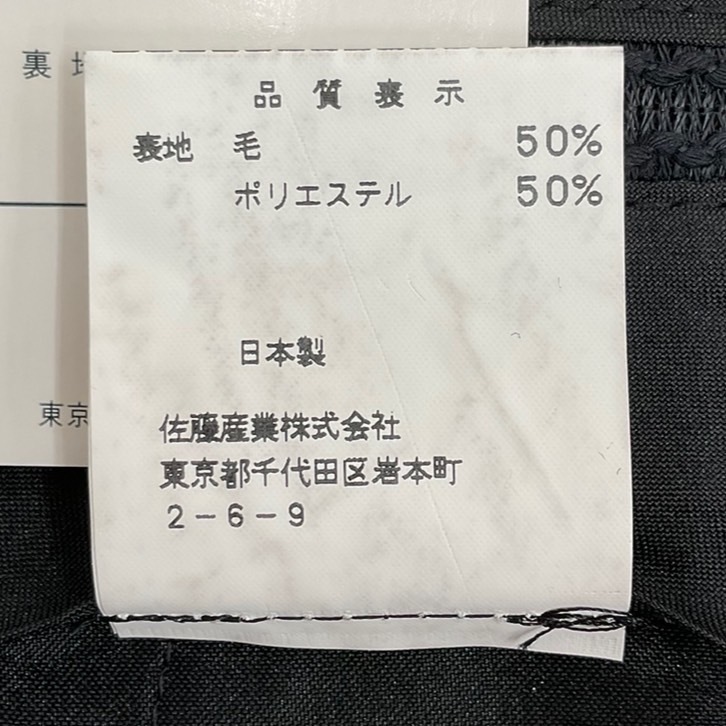 品質表示
表地 毛 50%
ポリエステル 50%
日本製
佐藤産業株式会社
東京都千代田区岩本町
2-6-9
裏
東京